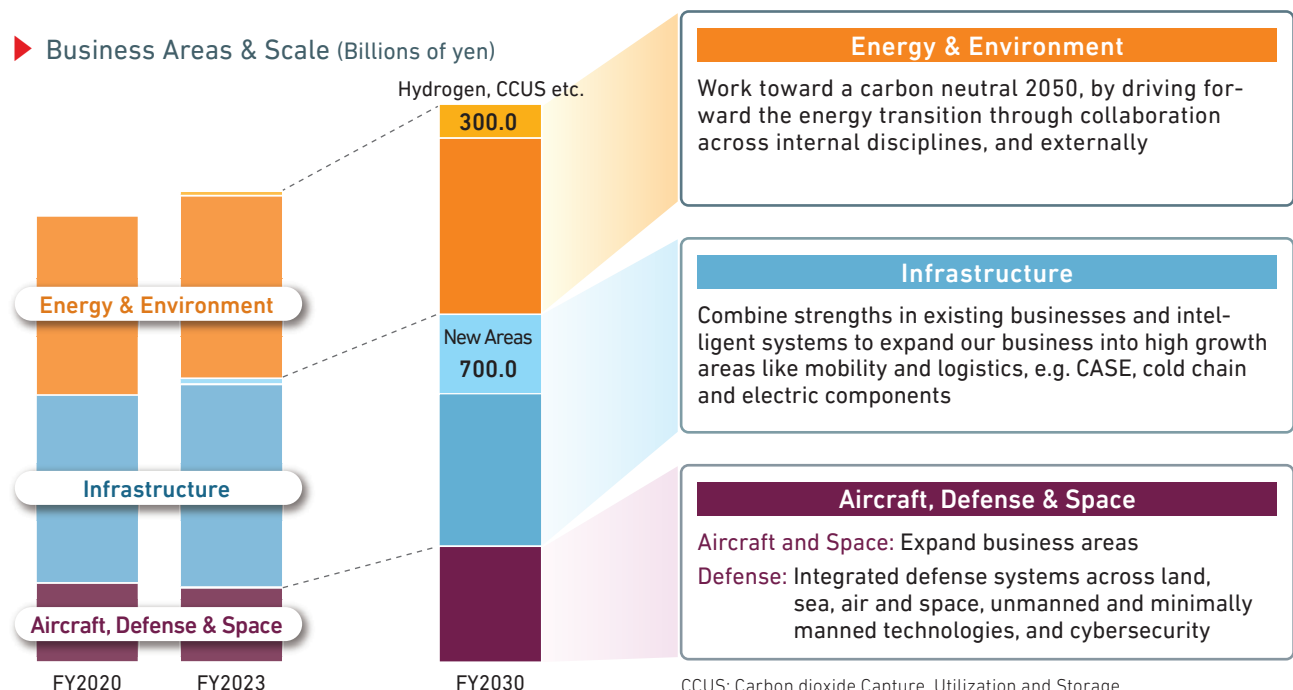 Business Areas & Scale (Billions of yen)
Hydrogen, CCUS etc.
300.0
Energy & Environment
New Areas
700.0
Infrastructure
Aircraft, Defense & Space
FY2020
FY2023
FY2030
Energy & Environment
Work toward a carbon neutral 2050, by driving for-
ward the energy transition through collaboration
across internal disciplines, and externally
Infrastructure
Combine strengths in existing businesses and intel-
ligent systems to expand our business into high growth
areas like mobility and logistics, e.g. CASE, cold chain
and electric components
Aircraft, Defense & Space
Aircraft and Space: Expand business areas
Defense: Integrated defense systems across land,
sea, air and space, unmanned and minimally
manned technologies, and cybersecurity
CCUS: Carbon dioxide Capture, Utilization and Storage